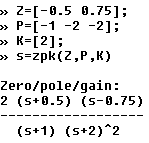 » Z=[-0.5 0.75];
» P=[-1 -2 -2];
» K=[2];
» s=zpk(Z,P,K)
Zero/pole/gain:
2 (s+0.5) (s-0.75)
------------------
(s+1) (s+2)^2